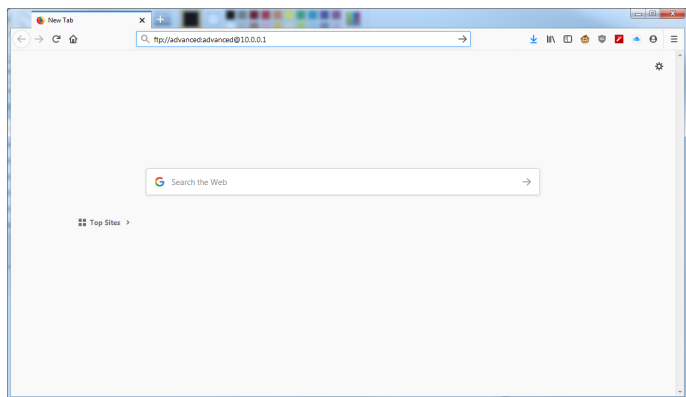 New Tab
ftp://advanced:advanced@10.0.0.1
Search the Web
Top Sites